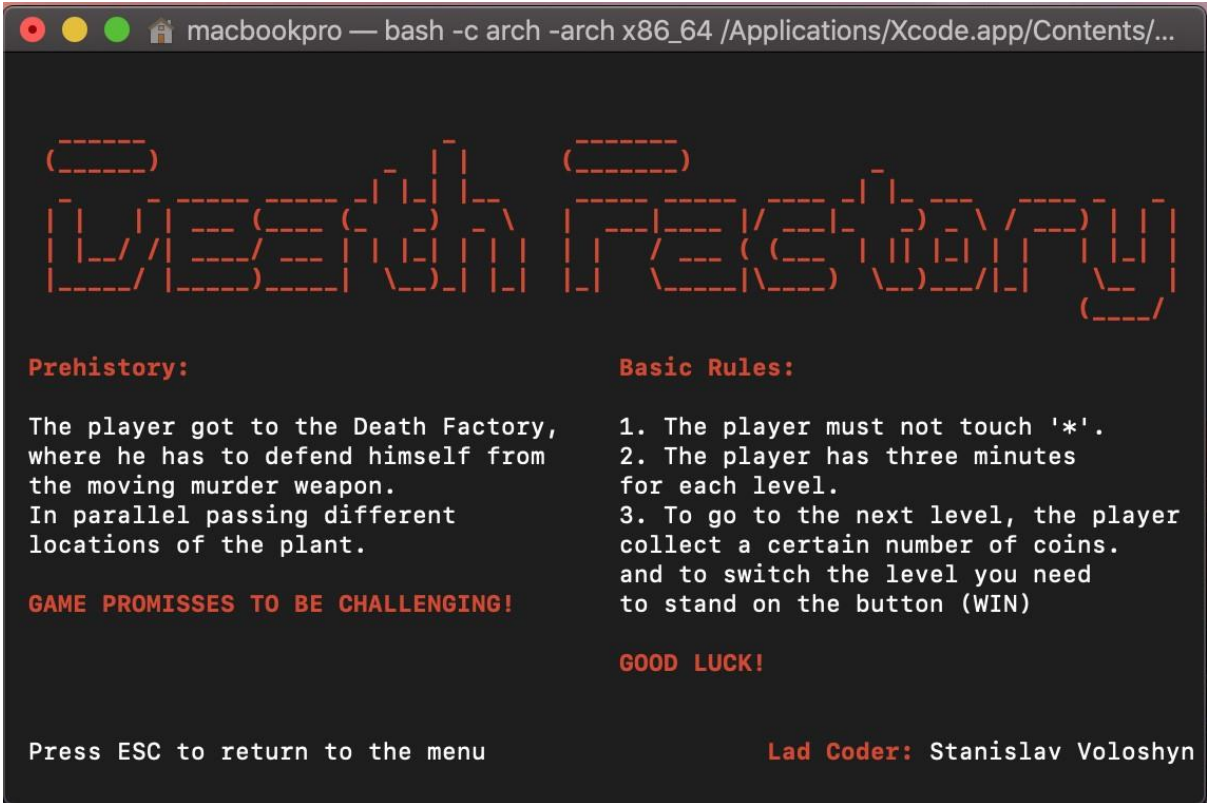 macbookpro — bash -c arch -arch x86_64 /Applications/Xcode.app/Contents/...
Death Factory
Prehistory:
The player got to the Death Factory,
where he has to defend himself from
the moving murder weapon.
In parallel passing different
locations of the plant.
GAME PROMISSES TO BE CHALLENGING!
Basic Rules:
1. The player must not touch '*'.
2. The player has three minutes
for each level.
3. To go to the next level, the player
collect a certain number of coins.
and to switch the level you need
to stand on the button (WIN)
GOOD LUCK!
Press ESC to return to the menu
Lad Coder: Stanislav Voloshyn